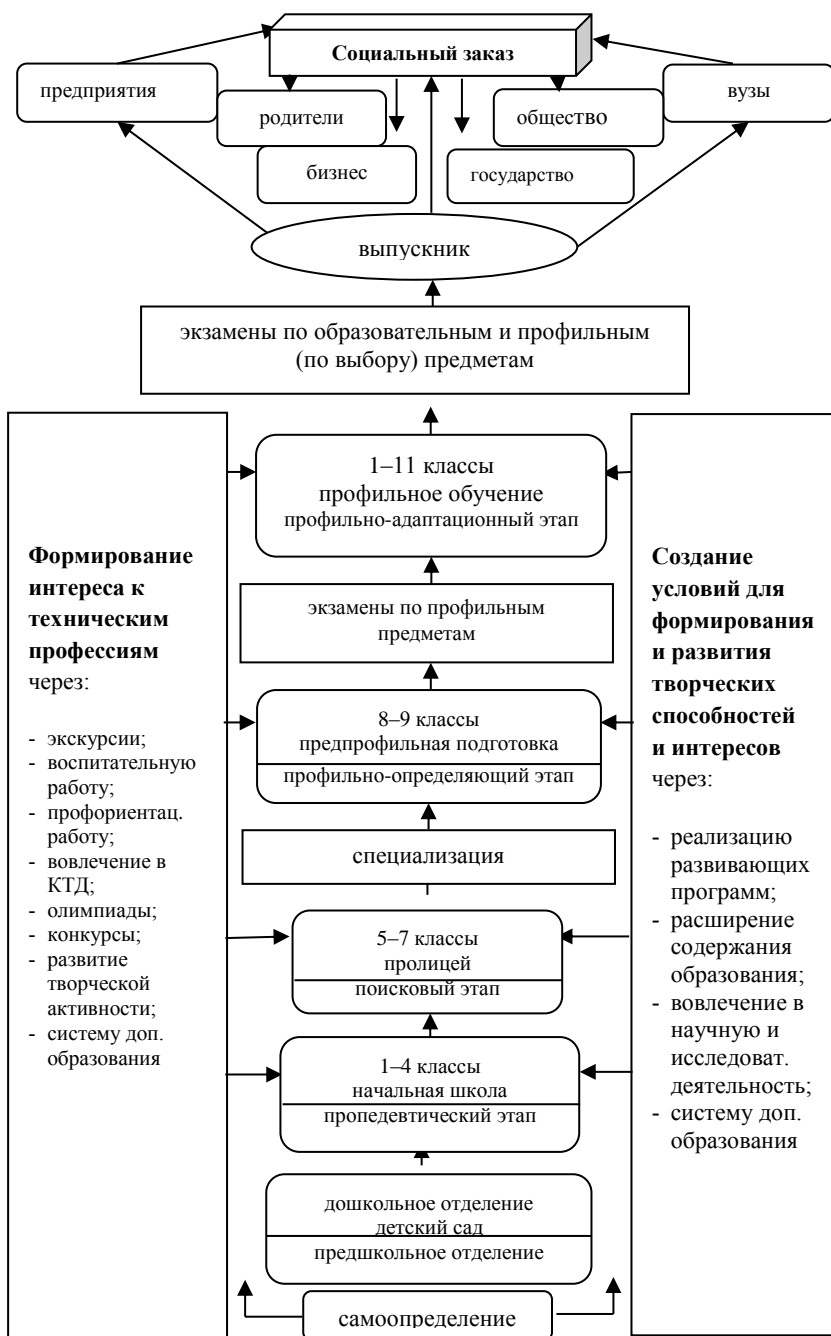 Социальный заказ
предприятия
вузы
родители
общество
бизнес
государство
выпускник
экзамены по образовательным и профильным
(по выбору) предметам
1–11 классы
профильное обучение
профильно-адаптационный этап
экзамены по профильным
предметам
8–9 классы
предпрофильная подготовка
профильно-определяющий этап
специализация
5–7 классы
пролицей
поисковый этап
1–4 классы
начальная школа
пропедевтический этап
дошкольное отделение
детский сад
предшкольное отделение
самоопределение
Формирование
интереса к
техническим
профессиям
через:
- экскурсии;
- воспитательную
работу;
- профориентац.
работу;
- вовлечение в
КТД;
- олимпиады;
- конкурсы;
- развитие
творческой
активности;
- систему доп.
образования
Создание
условий для
формирования
и развития
творческих
способностей
и интересов
через:
- реализацию
развивающих
программ;
- расширение
содержания
образования;
- вовлечение в
научную и
исследоват.
деятельность;
- систему доп.
образования